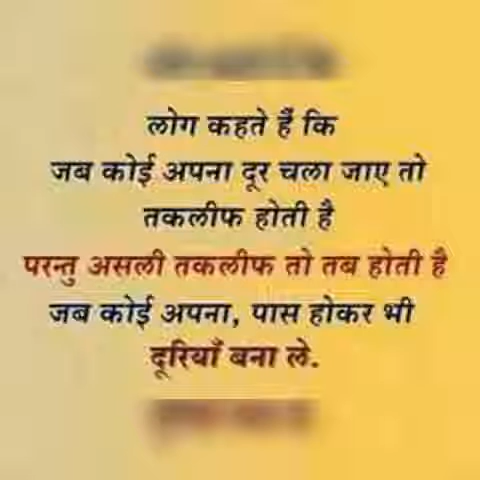 लोग कहते हैं कि
जब कोई अपना दूर चला जाए तो
तकलीफ होती है
परन्तु असली तकलीफ तो तब होती है
जब कोई अपना, पास होकर भी
दूरियाँ बना ले.